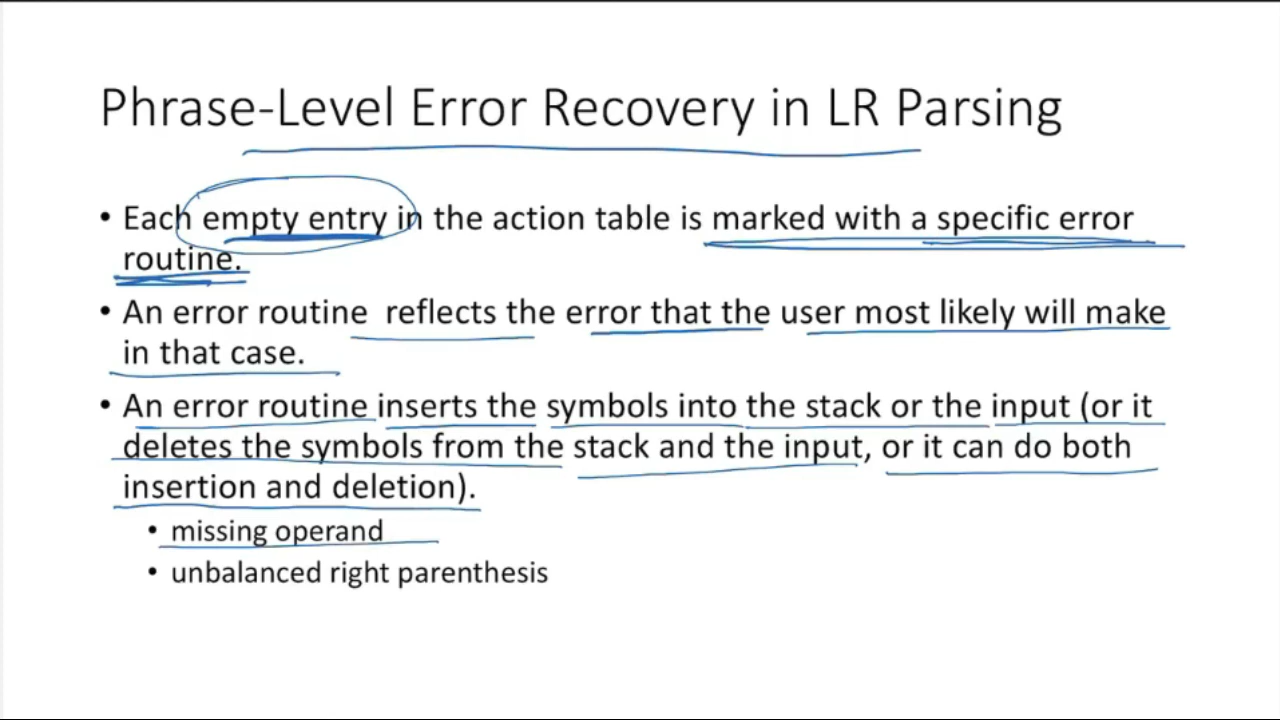 Phrase-Level Error Recovery in LR Parsing
• Each empty entry in the action table is marked with a specific error
routine.
• An error routine reflects the error that the user most likely will make
in that case.
• An error routine inserts the symbols into the stack or the input (or it
deletes the symbols from the stack and the input, or it can do both
insertion and deletion).
• missing operand
• unbalanced right parenthesis